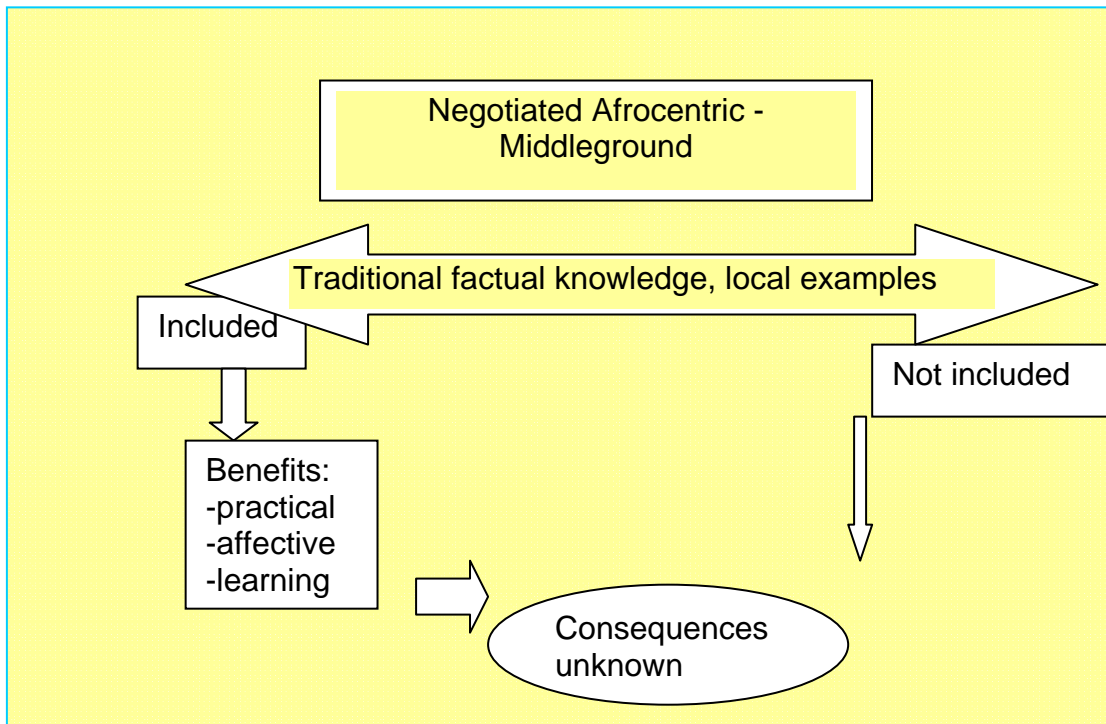 Negotiated Afrocentric -
Middleground
Traditional factual knowledge, local examples
Included
Not included
Benefits:
-practical
-affective
-learning
Consequences
unknown